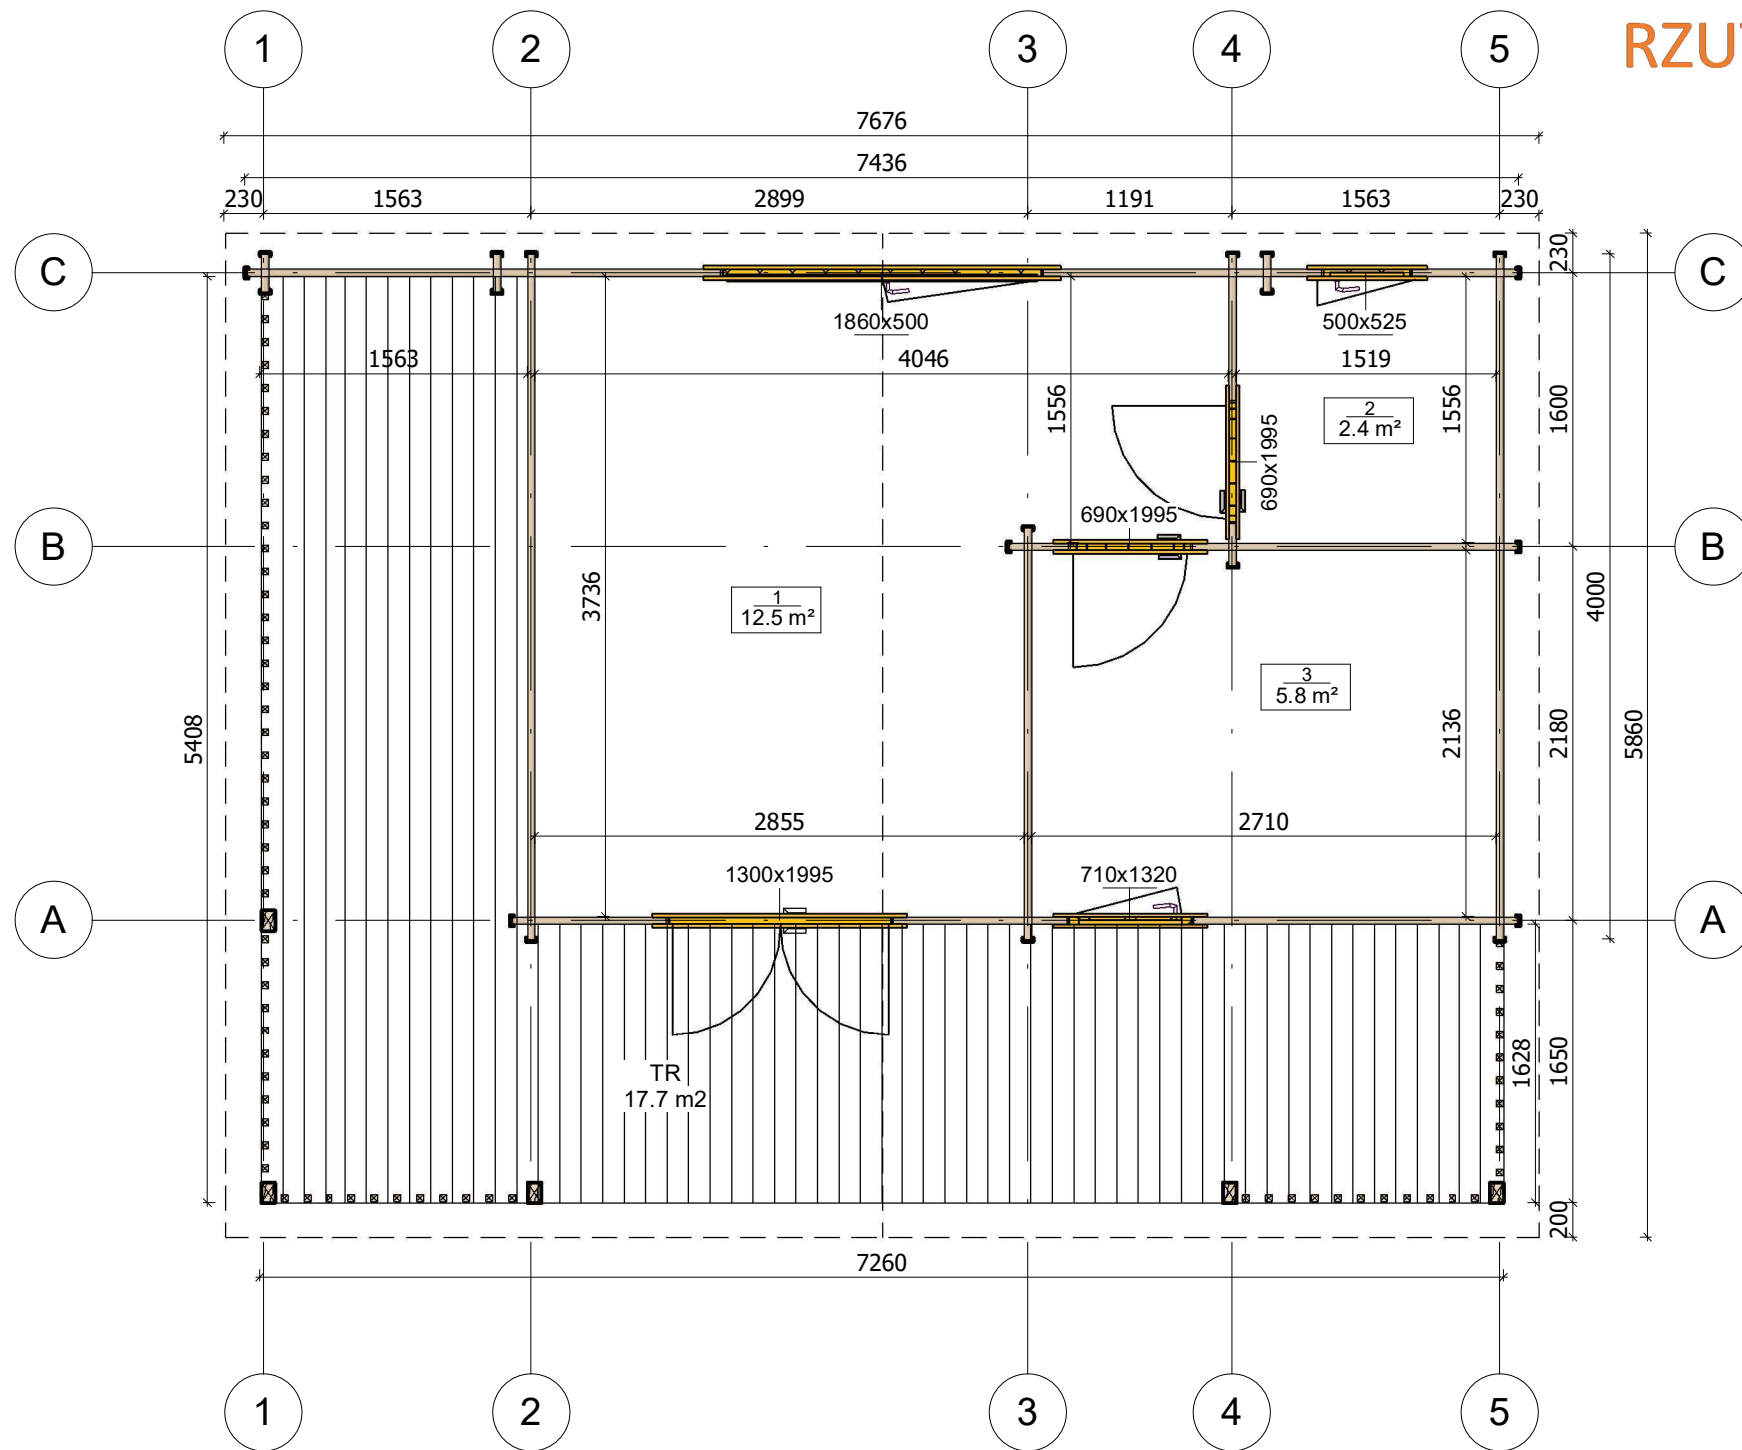 RZUT
1 2 3 4 5
7676
7436
230 1563 2899 1191 1563 230
C C
230
1860x500 500x525
1563 4046 1519
1556 1556 1600
2
2.4 m²
690x1995
690x1995
B B
3736 4000
1
12.5 m²
3
5.8 m²
5408 2136 2180 5860
2855 2710
1300x1995 710x1320
A A
1628 1650
TR
17.7 m2
200
7260
1 2 3 4 5